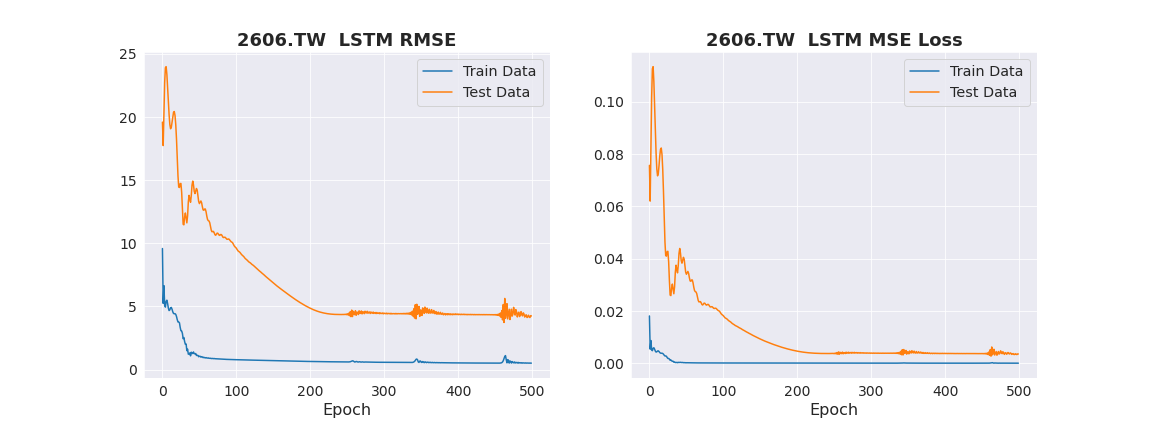 2606.TW  LSTM RMSE
25
20
15
10
5
0
0 100 200 300 400 500
Epoch
Train Data
Test Data
2606.TW  LSTM MSE Loss
0.10
0.08
0.06
0.04
0.02
0.00
0 100 200 300 400 500
Epoch
Train Data
Test Data